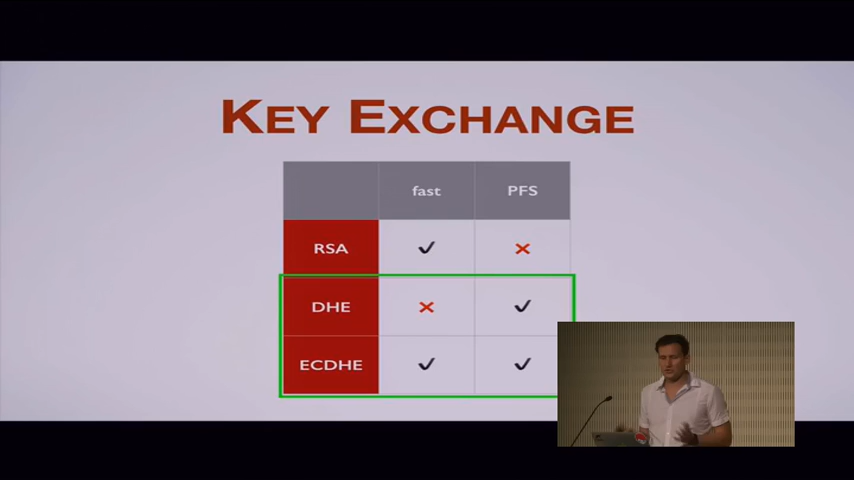 KEY EXCHANGE
fast PFS
RSA ✓ ×
DHE × ✓
ECDHE ✓ ✓